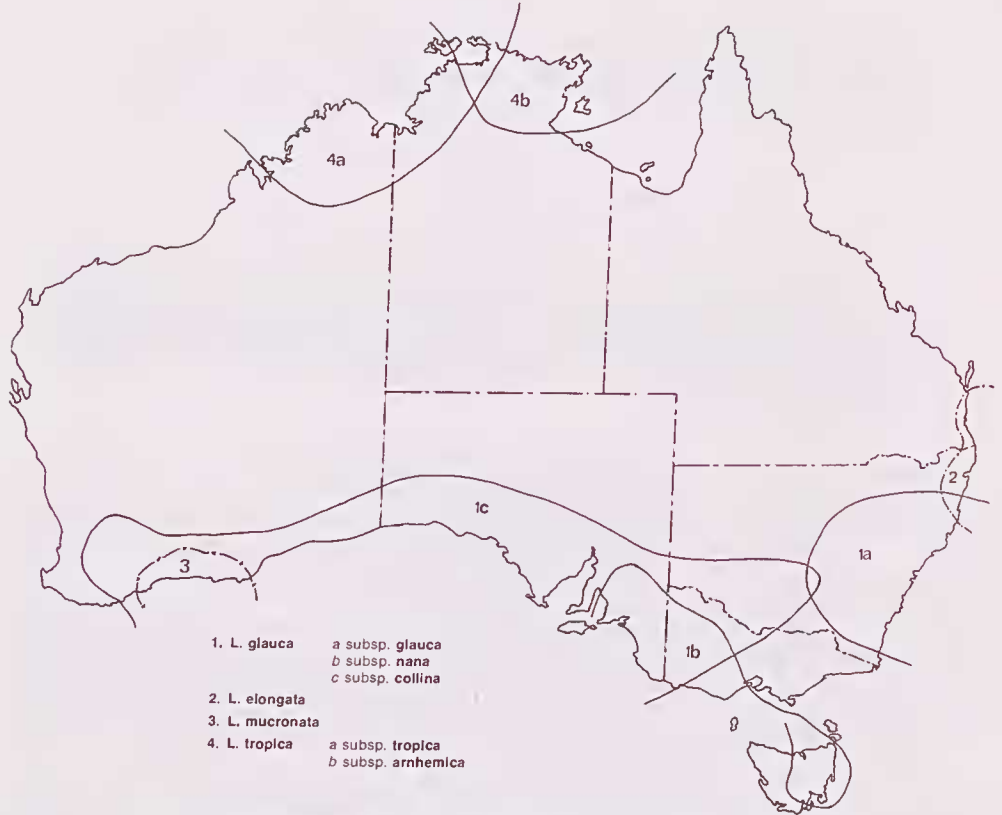 4b
4a
2
1c
1a
3
1b
1. L. glauca a subsp. glauca
b subsp. nana
c subsp. collina
2. L. elongata
3. L. mucronata
4. L. tropica a subsp. tropica
b subsp. arnhemica